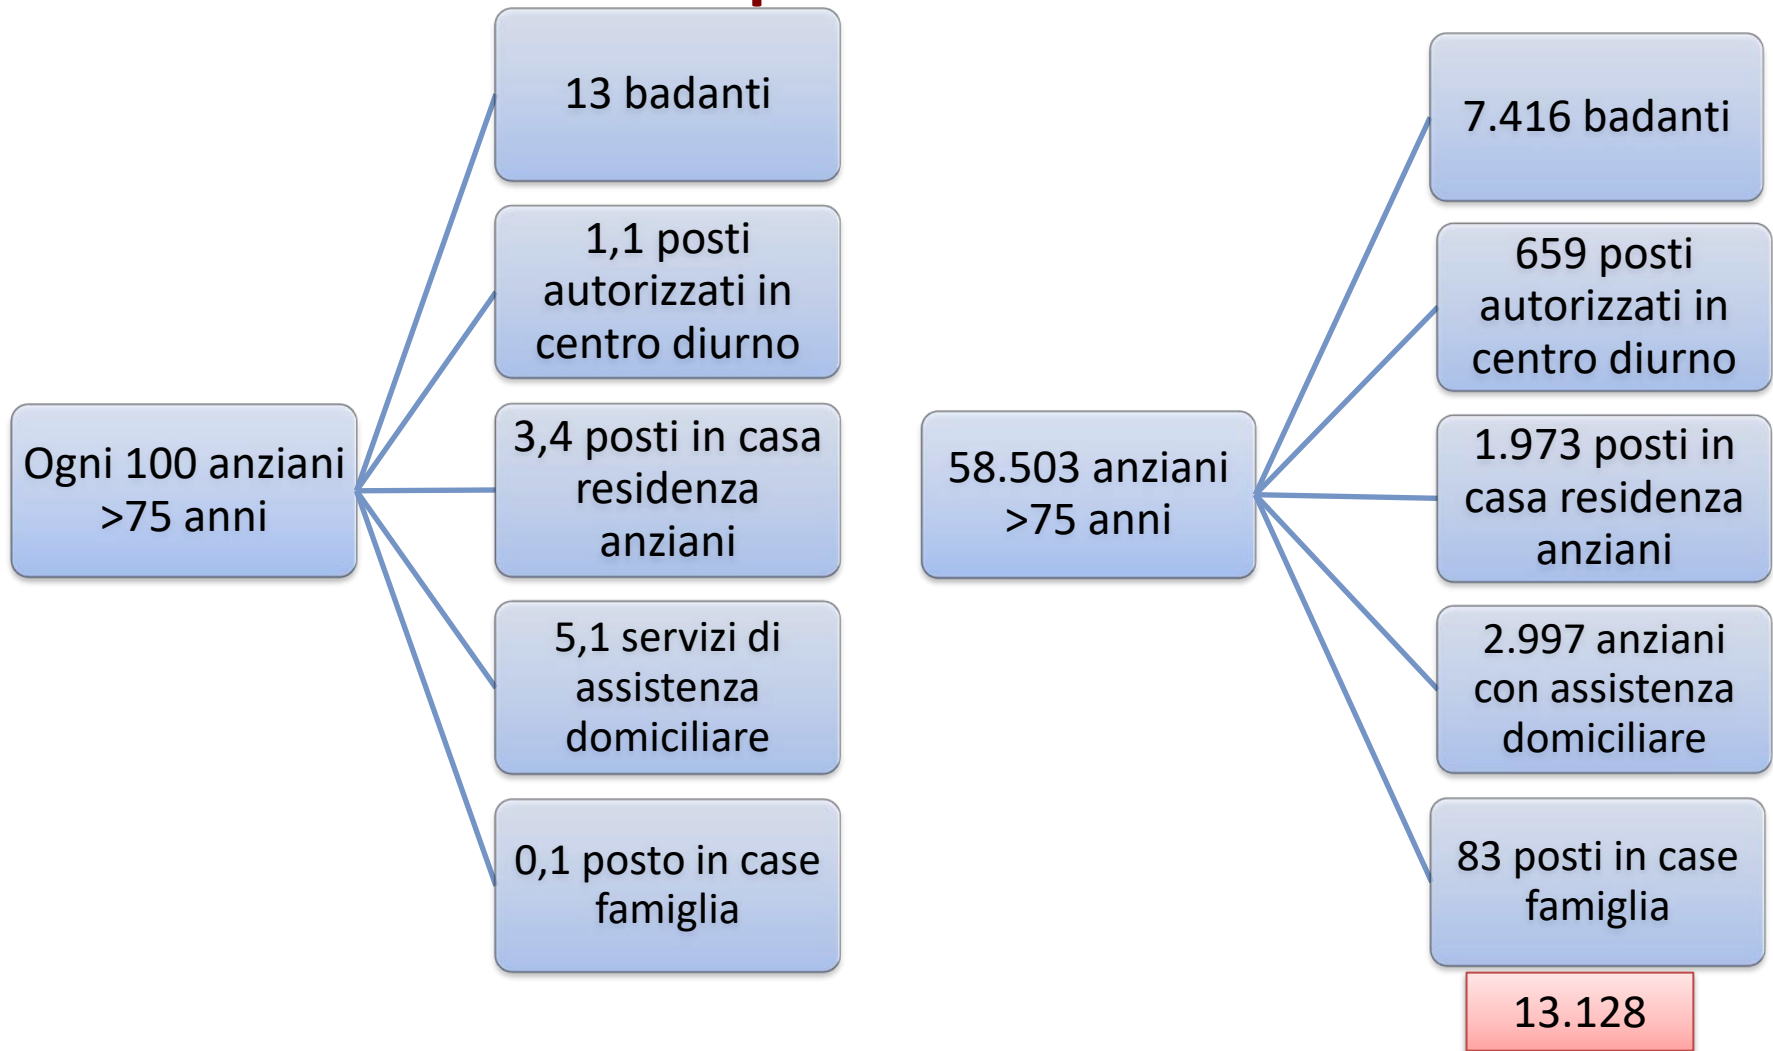 13 badanti
1,1 posti
autorizzati in
centro diurno
Ogni 100 anziani
>75 anni
3,4 posti in casa
residenza
anziani
5,1 servizi di
assistenza
domiciliare
0,1 posto in case
famiglia
7.416 badanti
659 posti
autorizzati in
centro diurno
58.503 anziani
>75 anni
1.973 posti in
casa residenza
anziani
2.997 anziani
con assistenza
domiciliare
83 posti in case
famiglia
13.128